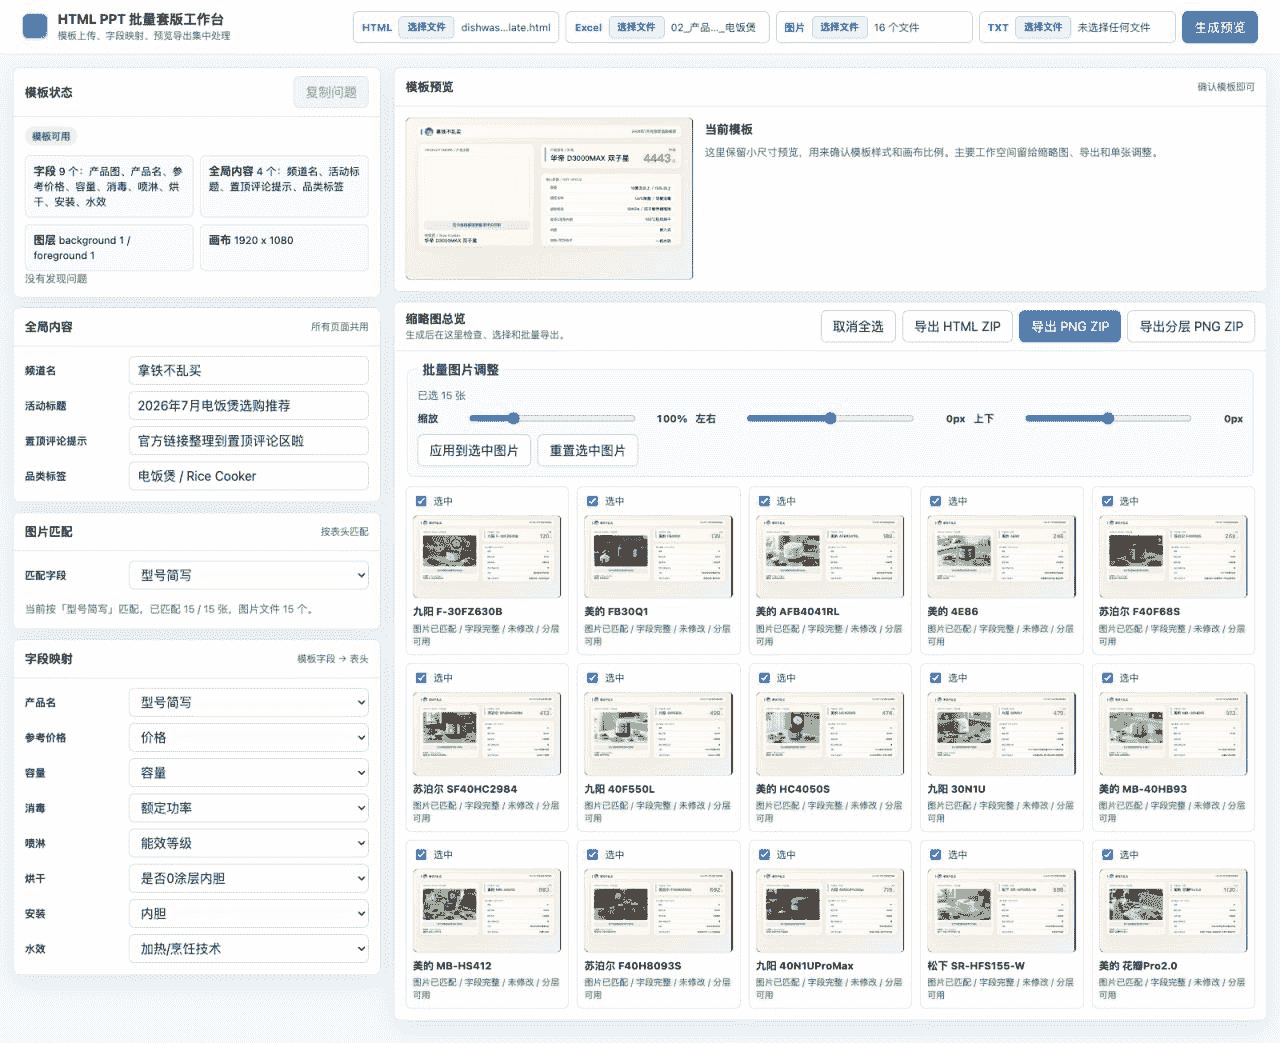 HTML PPT 批量套版工作台
模板上传、字段映射、预览导出集中处理
HTML 选择文件 dishwas...late.html
Excel 选择文件 02_产品..._电饭煲
图片 选择文件 16 个文件
TXT 选择文件 未选择任何文件
生成预览
模板状态
复制问题
模板可用
字段 9 个：产品图、产品名、参
考价格、容量、消毒、喷淋、烘
干、安装、水效
全局内容 4 个：频道名、活动标
题、置顶评论提示、品类标签
图层 background 1 /
foreground 1
画布 1920 x 1080
没有发现问题
全局内容
所有页面共用
频道名 拿铁不乱买
活动标题 2026年7月电饭煲选购推荐
置顶评论提示 官方链接整理到置顶评论区啦
品类标签 电饭煲 / Rice Cooker
图片匹配
按表头匹配
匹配字段 型号简写
当前按「型号简写」匹配，已匹配 15 / 15 张，图片文件 15 个。
字段映射
模板字段 → 表头
产品名 型号简写
参考价格 价格
容量 容量
消毒 额定功率
喷淋 能效等级
烘干 是否0涂层内胆
安装 内胆
水效 加热/烹饪技术
模板预览
确认模板即可
拿铁不乱买
华帝 D3000MAX 双子星
4443
华帝 D3000MAX 双子星
当前模板
这里保留小尺寸预览，用来确认模板样式和画布比例。主要工作空间留给缩略图、导出和单张调整。
缩略图总览
生成后在这里检查、选择和批量导出。
取消全选
导出 HTML ZIP
导出 PNG ZIP
导出分层 PNG ZIP
批量图片调整
已选 15 张
缩放 100% 左右 0px 上下 0px
应用到选中图片
重置选中图片
选中
九阳 F-30FZ630B
图片已匹配 / 字段完整 / 未修改 / 分层
可用
选中
美的 FB30Q1
图片已匹配 / 字段完整 / 未修改 / 分层
可用
选中
美的 AFB4041RL
图片已匹配 / 字段完整 / 未修改 / 分层
可用
选中
美的 4E86
图片已匹配 / 字段完整 / 未修改 / 分层
可用
选中
苏泊尔 F40F68S
图片已匹配 / 字段完整 / 未修改 / 分层
可用
选中
苏泊尔 SF40HC2984
图片已匹配 / 字段完整 / 未修改 / 分层
可用
选中
九阳 40F550L
图片已匹配 / 字段完整 / 未修改 / 分层
可用
选中
美的 HC4050S
图片已匹配 / 字段完整 / 未修改 / 分层
可用
选中
九阳 30N1U
图片已匹配 / 字段完整 / 未修改 / 分层
可用
选中
美的 MB-40HB93
图片已匹配 / 字段完整 / 未修改 / 分层
可用
选中
美的 MB-HS412
图片已匹配 / 字段完整 / 未修改 / 分层
可用
选中
苏泊尔 F40H8093S
图片已匹配 / 字段完整 / 未修改 / 分层
可用
选中
九阳 40N1UProMax
图片已匹配 / 字段完整 / 未修改 / 分层
可用
选中
松下 SR-HFS155-W
图片已匹配 / 字段完整 / 未修改 / 分层
可用
选中
美的 花瓣Pro2.0
图片已匹配 / 字段完整 / 未修改 / 分层
可用